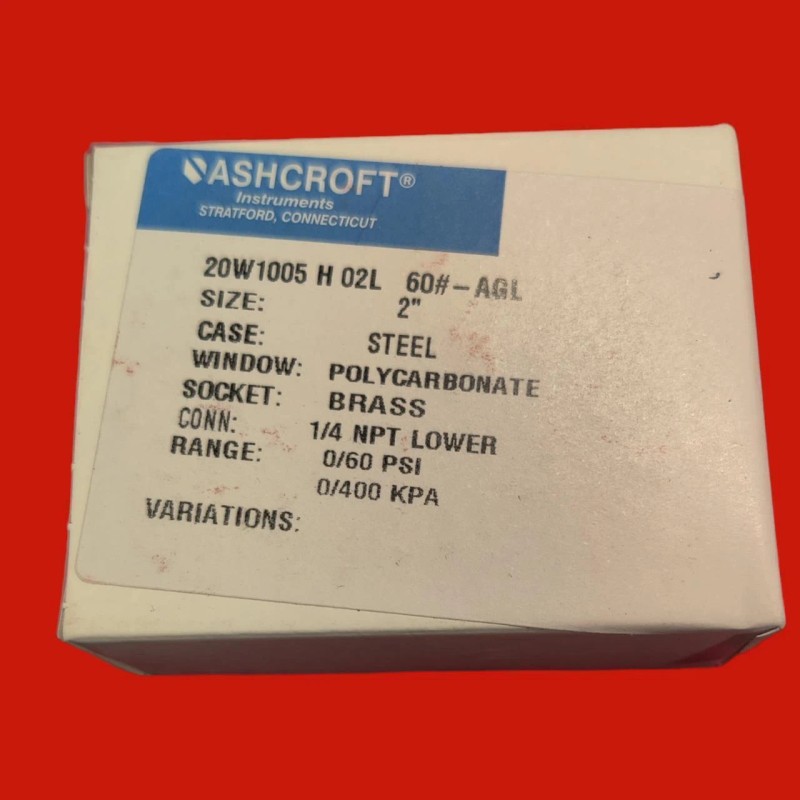 ASHCROFT®
Instruments
STRATFORD, CONNECTICUT
20W1005 H 02L 60#-AGL
SIZE: 2"
CASE: STEEL
WINDOW: POLYCARBONATE
SOCKET: BRASS
CONN: 1/4 NPT LOWER
RANGE: 0/60 PSI
0/400 KPA
VARIATIONS: